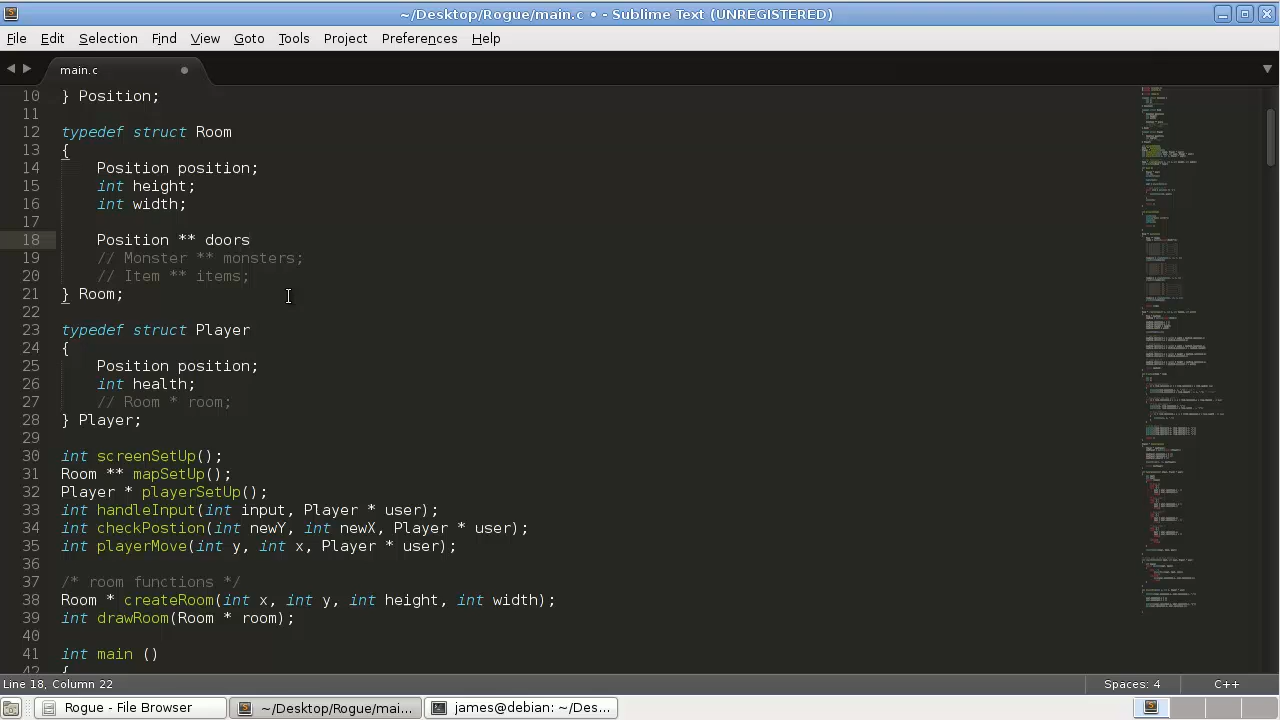 ~/Desktop/Rogue/main.c • - Sublime Text (UNREGISTERED)
File Edit Selection Find View Goto Tools Project Preferences Help
main.c
10 } Position;
11
12 typedef struct Room
13 {
14 Position position;
15 int height;
16 int width;
17
18 Position ** doors
19 // Monster ** monsters;
20 // Item ** items;
21 } Room;
22
23 typedef struct Player
24 {
25 Position position;
26 int health;
27 // Room * room;
28 } Player;
29
30 int screenSetUp();
31 Room ** mapSetUp();
32 Player * playerSetUp();
33 int handleInput(int input, Player * user);
34 int checkPostion(int newY, int newX, Player * user);
35 int playerMove(int y, int x, Player * user);
36
37 /* room functions */
38 Room * createRoom(int x, int y, int height, int width);
39 int drawRoom(Room * room);
40
41 int main ()
42 {
Line 18, Column 22 Spaces: 4 C++
Rogue - File Browser ~/Desktop/Rogue/mai... james@debian: ~/Des...